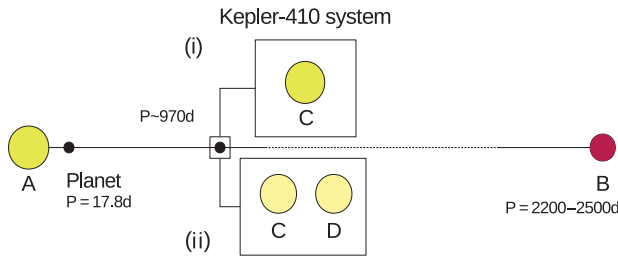 Kepler-410 system
(i)
C
P~970d
A
Planet
P = 17.8d
B
P = 2200–2500d
C D
(ii)